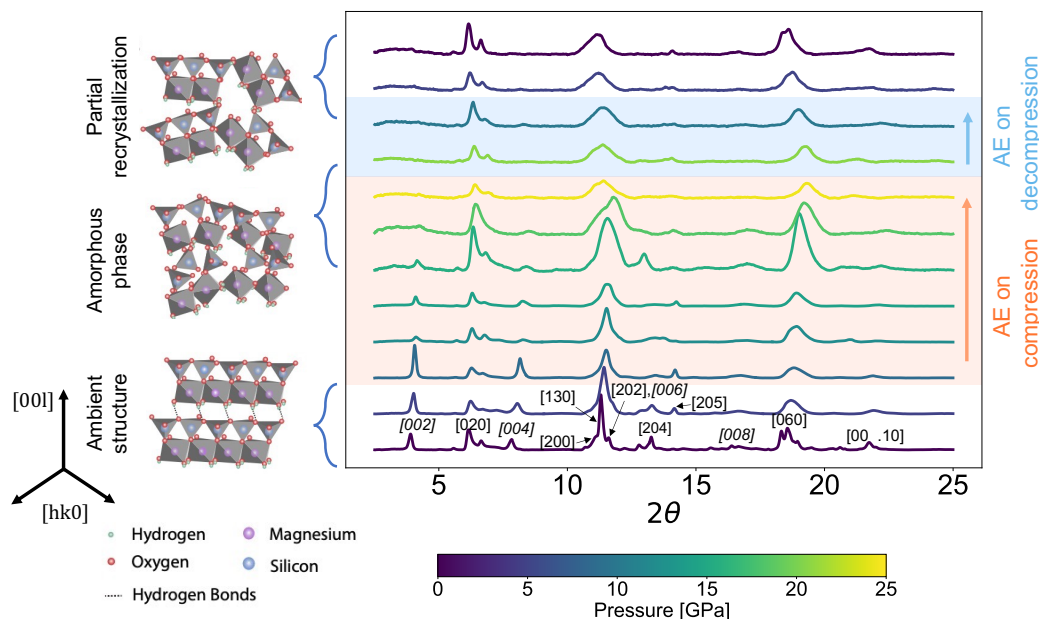 Partial
recrystallization
Amorphous
phase
Ambient
structure
[00l]
[hk0]
Hydrogen
Oxygen
Magnesium
Silicon
Hydrogen Bonds
AE on
decompression
AE on
compression
[002]
[020]
[004]
[130]
[200]
[202],[006]
[204]
[205]
[008]
[060]
[00 .10]
5
10
15
20
25
2θ
0
5
10
15
20
25
Pressure [GPa]